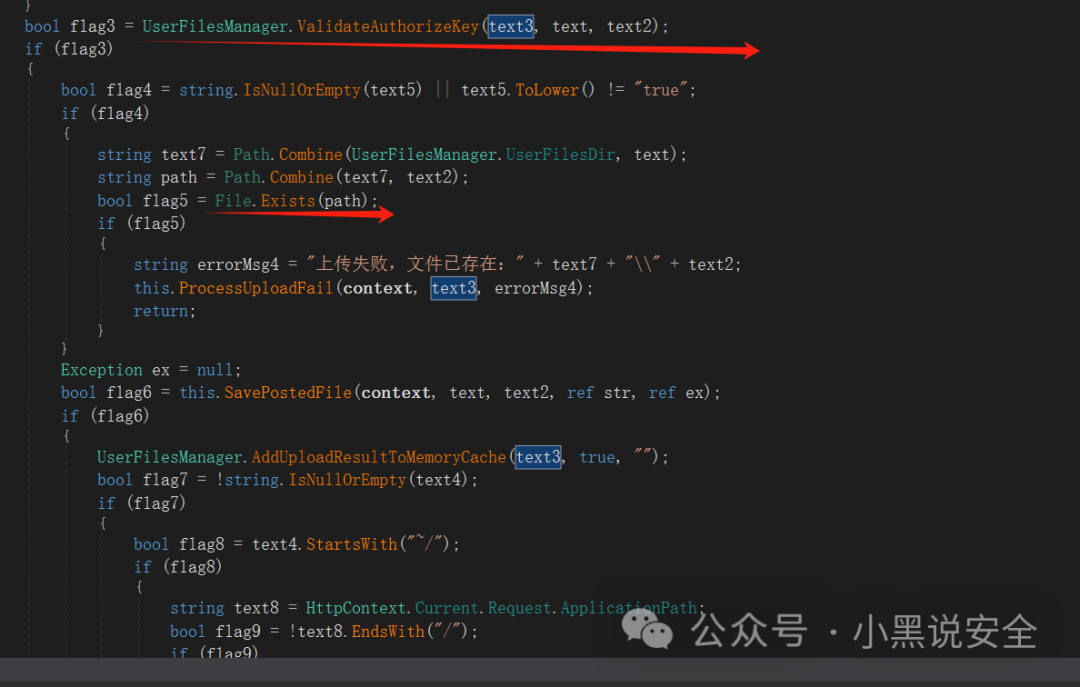 }
bool flag3 = UserFilesManager.ValidateAuthorizeKey(text3, text, text2);
if (flag3)
{
bool flag4 = string.IsNullOrEmpty(text5) || text5.ToLower() != "true";
if (flag4)
{
string text7 = Path.Combine(UserFilesManager.UserFilesDir, text);
string path = Path.Combine(text7, text2);
bool flag5 = File.Exists(path);
if (flag5)
{
string errorMsg4 = "上传失败，文件已存在：" + text7 + "\\" + text2;
this.ProcessUploadFail(context, text3, errorMsg4);
return;
}
}
Exception ex = null;
bool flag6 = this.SavePostedFile(context, text, text2, ref str, ref ex);
if (flag6)
{
UserFilesManager.AddUploadResultToMemoryCache(text3, true, "");
bool flag7 = !string.IsNullOrEmpty(text4);
if (flag7)
{
bool flag8 = text4.StartsWith("~/");
if (flag8)
{
string text8 = HttpContext.Current.Request.ApplicationPath;
bool flag9 = !text8.EndsWith("/");
if (flag9)
公众号 · 小黑说安全